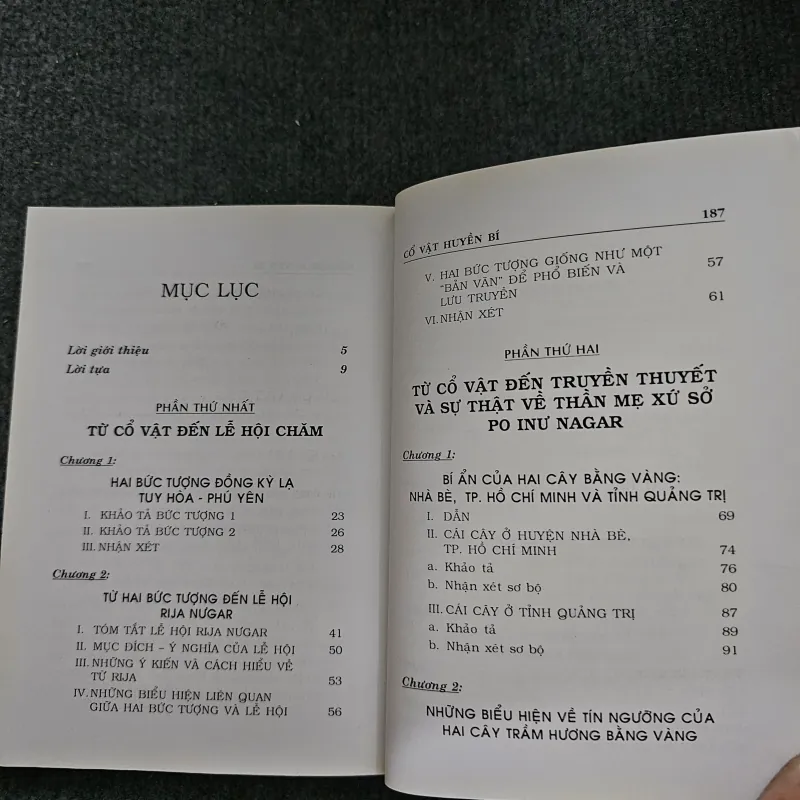 MỤC LỤC
Lời giới thiệu 5
Lời tựa 9
PHẦN THỨ NHẤT
TỪ CỔ VẬT ĐẾN LỄ HỘI CHĂM
Chương 1:
HAI BỨC TƯỢNG ĐỒNG KỲ LẠ
TUY HÒA - PHÚ YÊN
I. KHẢO TẢ BỨC TƯỢNG 1 23
II. KHẢO TẢ BỨC TƯỢNG 2 26
III. NHẬN XÉT 28
Chương 2:
TỪ HAI BỨC TƯỢNG ĐẾN LỄ HỘI
RIJA NƯGAR
I. TÓM TẮT LỄ HỘI RIJA NƯGAR 41
II. MỤC ĐÍCH – Ý NGHĨA CỦA LỄ HỘI 50
III. NHỮNG Ý KIẾN VÀ CÁCH HIỂU VỀ
TỪ RIJA 53
IV. NHỮNG BIỂU HIỆN LIÊN QUAN
GIỮA HAI BỨC TƯỢNG VÀ LỄ HỘI 56
CỔ VẬT HUYỀN BÍ 187
V. HAI BỨC TƯỢNG GIỐNG NHƯ MỘT 57
"BẢN VĂN" ĐỂ PHỔ BIẾN VÀ
LƯU TRUYỀN 61
VI. NHẬN XÉT
PHẦN THỨ HAI
TỪ CỔ VẬT ĐẾN TRUYỀN THUYẾT
VÀ SỰ THẬT VỀ THẦN MẸ XỨ SỞ
PO INƯ NAGAR
Chương 1:
BÍ ẨN CỦA HAI CÂY BẰNG VÀNG:
NHÀ BÈ, TP. HỒ CHÍ MINH VÀ TỈNH QUẢNG TRỊ
I. DẪN 69
II. CÁI CÂY Ở HUYỆN NHÀ BÈ,
TP. HỒ CHÍ MINH 74
a. Khảo tả 76
b. Nhận xét sơ bộ 80
III. CÁI CÂY Ở TỈNH QUẢNG TRỊ 87
a. Khảo tả 89
b. Nhận xét sơ bộ 91
Chương 2:
NHỮNG BIỂU HIỆN VỀ TÍN NGƯỠNG CỦA
HAI CÂY TRẦM HƯƠNG BẰNG VÀNG